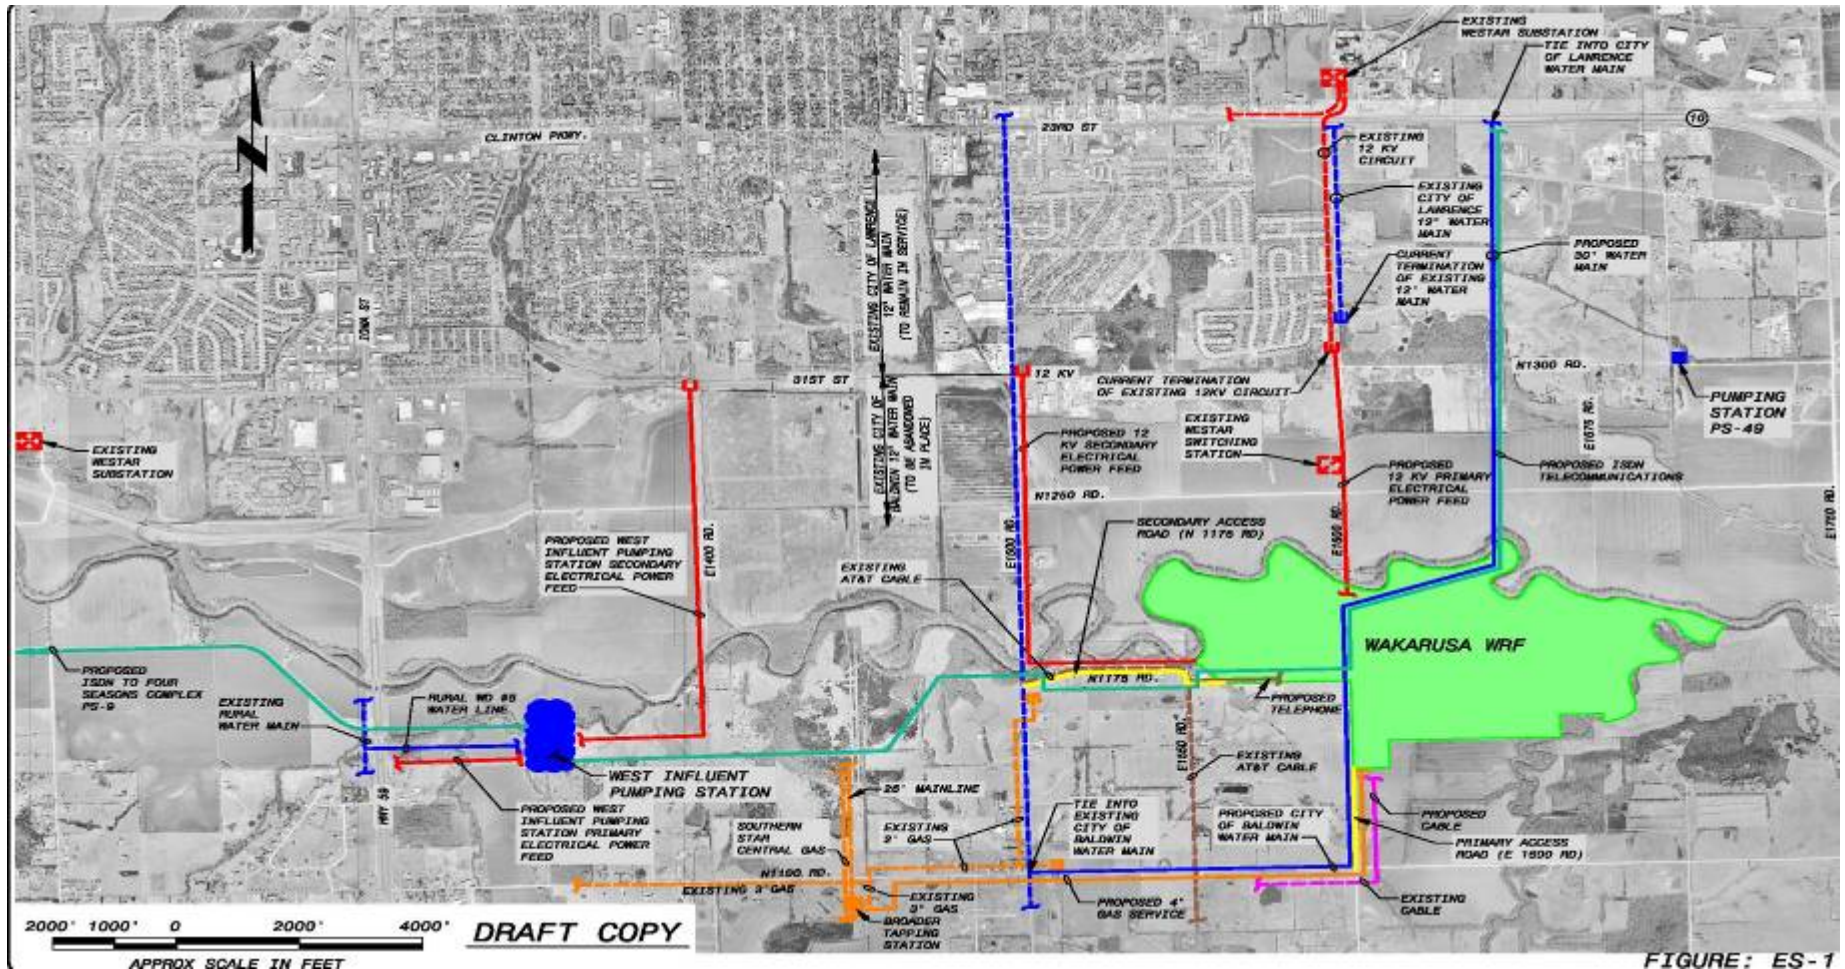 EXISTING
WESTAR SUBSTATION
TIE INTO CITY
OF LAWRENCE
WATER MAIN
10
CLINTON PKWY.
23RD ST
EXISTING
12 KV
CIRCUIT
EXISTING
CITY OF
LAWRENCE
12" WATER
MAIN
PROPOSED
30" WATER
MAIN
CURRENT
TERMINATION
OF EXISTING
12" WATER
MAIN
EXISTING CITY OF LAWRENCE
12" WATER MAIN
(TO REMAIN IN SERVICE)
IOWA ST
31ST ST
12 KV
N1300 RD.
CURRENT TERMINATION
OF EXISTING 12KV CIRCUIT
PUMPING
STATION
PS-49
EXISTING CITY OF
BALDWIN 12" WATER MAIN
(TO BE ABANDONED
IN PLACE)
EXISTING
WESTAR
SUBSTATION
PROPOSED 12
KV SECONDARY
ELECTRICAL
POWER FEED
EXISTING
WESTAR
SWITCHING
STATION
E1675 RD.
PROPOSED
12 KV PRIMARY
ELECTRICAL
POWER FEED
PROPOSED ISDN
TELECOMMUNICATIONS
N1250 RD.
E1750 RD.
SECONDARY ACCESS
ROAD (N 1175 RD)
PROPOSED WEST
INFLUENT PUMPING
STATION SECONDARY
ELECTRICAL POWER
FEED
E1400 RD.
EXISTING
AT&T CABLE
E1500 RD.
E1600 RD.
WAKARUSA WRF
PROPOSED
ISDN TO FOUR
SEASONS COMPLEX
PS-9
EXISTING
RURAL
WATER MAIN
RURAL WD #5
WATER LINE
N1175 RD.
PROPOSED
TELEPHONE
HWY 59
WEST INFLUENT
PUMPING STATION
26" MAINLINE
E1550 RD.
EXISTING
AT&T CABLE
PROPOSED WEST
INFLUENT PUMPING
STATION PRIMARY
ELECTRICAL POWER
FEED
SOUTHERN
STAR
CENTRAL GAS
EXISTING
2" GAS
TIE INTO
EXISTING
CITY OF
BALDWIN
WATER MAIN
PROPOSED CITY
OF BALDWIN
WATER MAIN
PROPOSED
CABLE
PRIMARY ACCESS
ROAD (E 1600 RD)
N1100 RD.
EXISTING 3" GAS
EXISTING
3" GAS
PROPOSED 4"
GAS SERVICE
EXISTING
CABLE
BROADER
TAPPING
STATION
2000' 1000' 0 2000' 4000'
APPROX SCALE IN FEET
DRAFT COPY
FIGURE: ES-1